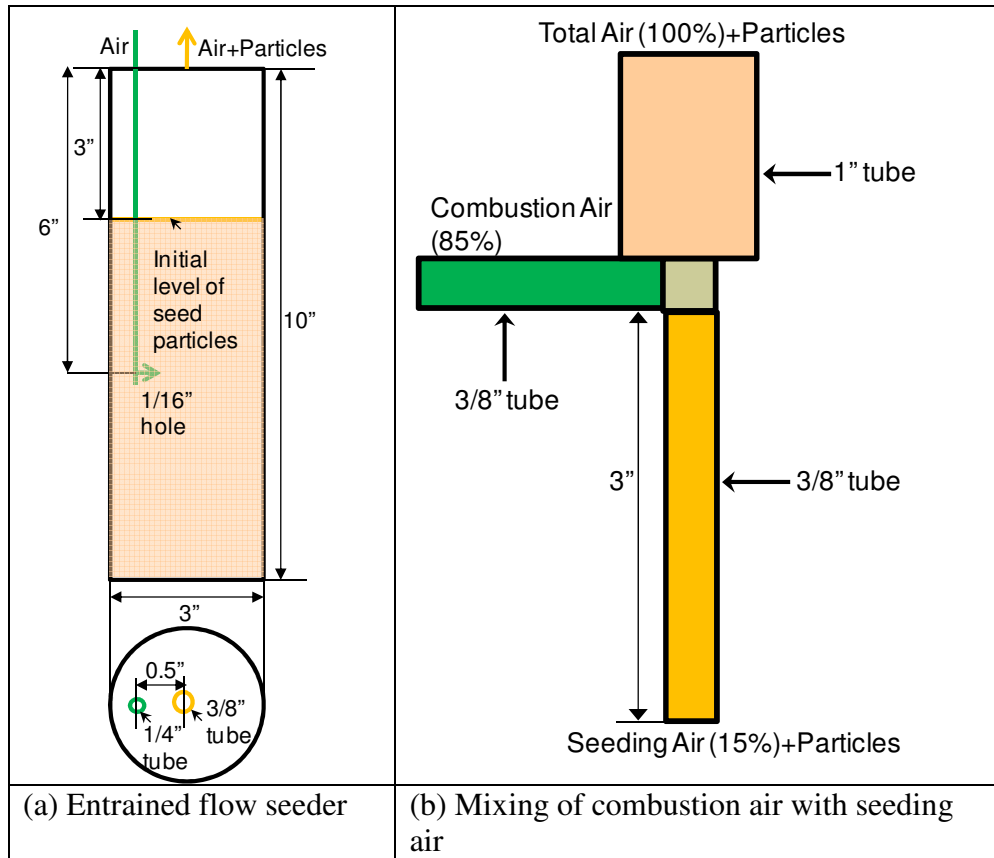 Air
Air+Particles
3”
6”
Initial
level of
seed
particles
10”
1/16”
hole
3”
0.5”
3/8”
tube
1/4”
tube
(a) Entrained flow seeder
Total Air (100%)+Particles
1” tube
Combustion Air
(85%)
3/8” tube
3”
3/8” tube
Seeding Air (15%)+Particles
(b) Mixing of combustion air with seeding
air